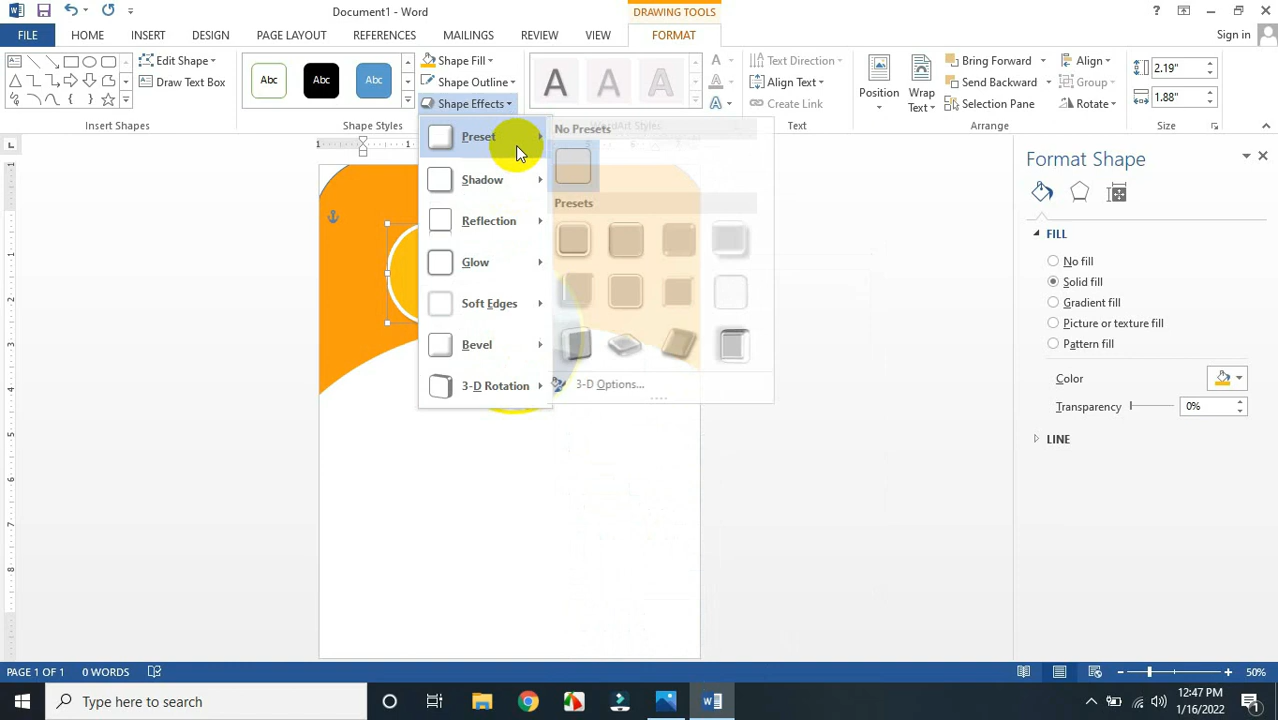 Document1 - Word
DRAWING TOOLS
?
FILE
HOME
INSERT
DESIGN
PAGE LAYOUT
REFERENCES
MAILINGS
REVIEW
VIEW
FORMAT
Sign in
Edit Shape
Draw Text Box
Insert Shapes
Abc
Abc
Abc
Shape Styles
Shape Fill
Shape Outline
Shape Effects
A
A
A
WordArt Styles
Text Direction
Align Text
Create Link
Text
Position
Wrap
Text
Bring Forward
Send Backward
Selection Pane
Align
Group
Rotate
Arrange
2.19"
1.88"
Size
Preset
Shadow
Reflection
Glow
Soft Edges
Bevel
3-D Rotation
No Presets
Presets
3-D Options...
Format Shape
FILL
No fill
Solid fill
Gradient fill
Picture or texture fill
Pattern fill
Color
Transparency
0%
LINE
PAGE 1 OF 1
0 WORDS
50%
Type here to search
12:47 PM
1/16/2022
1